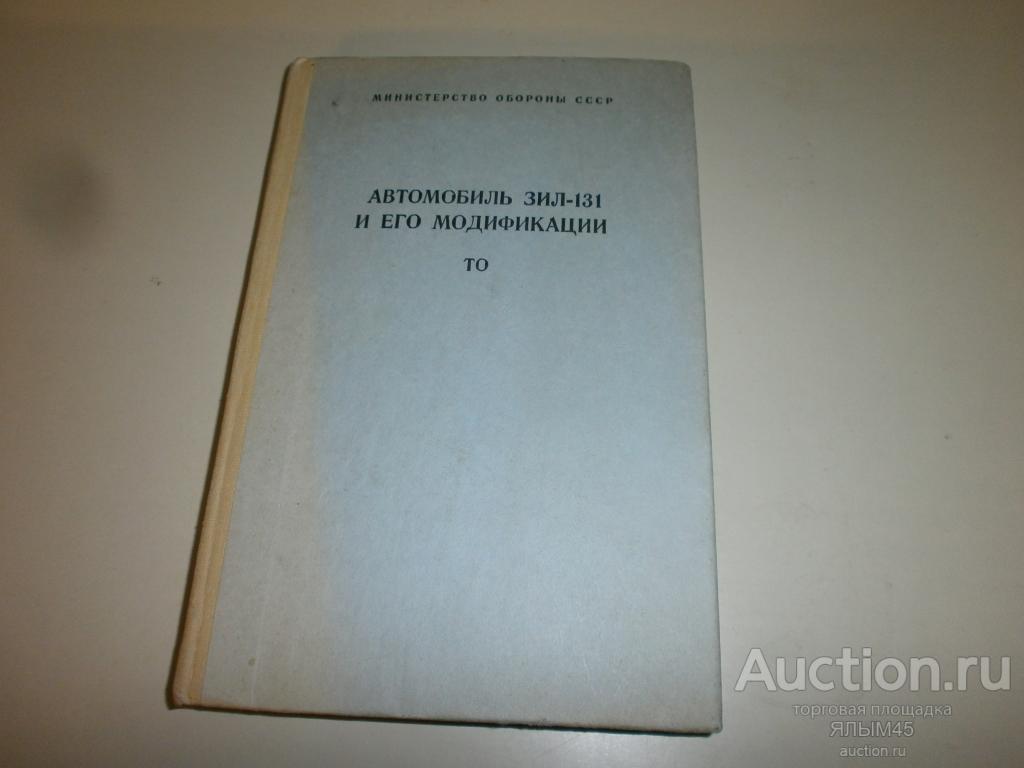 МИНИСТЕРСТВО ОБОРОНЫ СССР
АВТОМОБИЛЬ ЗИЛ-131
И ЕГО МОДИФИКАЦИИ
ТО
Auction.ru
торговая площадка
ЯЛЫМ45
auction.ru